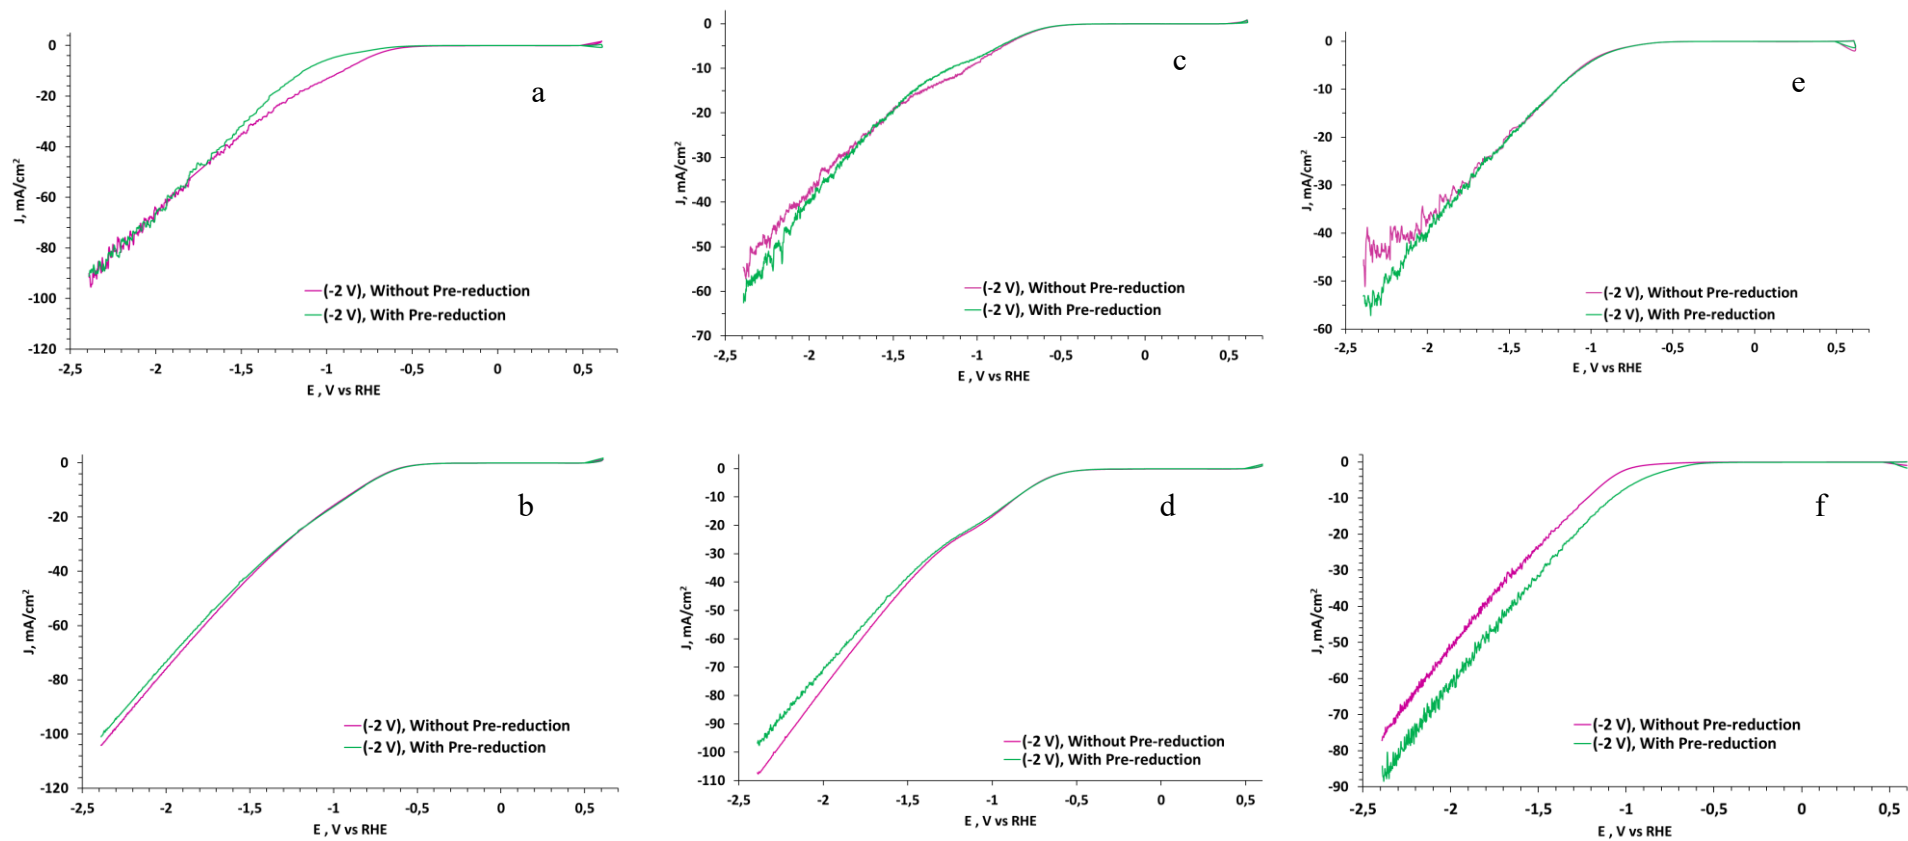 a
0
-20
-40
-60
-80
-100
-120
J, mA/cm²
-2,5 -2 -1,5 -1 -0,5 0 0,5
E , V vs RHE
(-2 V), Without Pre-reduction
(-2 V), With Pre-reduction
c
0
-10
-20
-30
-40
-50
-60
-70
J, mA/cm²
-2,5 -2 -1,5 -1 -0,5 0 0,5
E , V vs RHE
(-2 V), Without Pre-reduction
(-2 V), With Pre-reduction
e
0
-10
-20
-30
-40
-50
-60
J, mA/cm²
-2,5 -2 -1,5 -1 -0,5 0 0,5
E , V vs RHE
(-2 V), Without Pre-reduction
(-2 V), With Pre-reduction
b
0
-20
-40
-60
-80
-100
-120
J, mA/cm²
-2,5 -2 -1,5 -1 -0,5 0 0,5
E , V vs RHE
(-2 V), Without Pre-reduction
(-2 V), With Pre-reduction
d
0
-10
-20
-30
-40
-50
-60
-70
-80
-90
-100
-110
J, mA/cm²
-2,5 -2 -1,5 -1 -0,5 0 0,5
E , V vs RHE
(-2 V), Without Pre-reduction
(-2 V), With Pre-reduction
f
0
-10
-20
-30
-40
-50
-60
-70
-80
-90
J, mA/cm²
-2,5 -2 -1,5 -1 -0,5 0 0,5
E , V vs RHE
(-2 V), Without Pre-reduction
(-2 V), With Pre-reduction